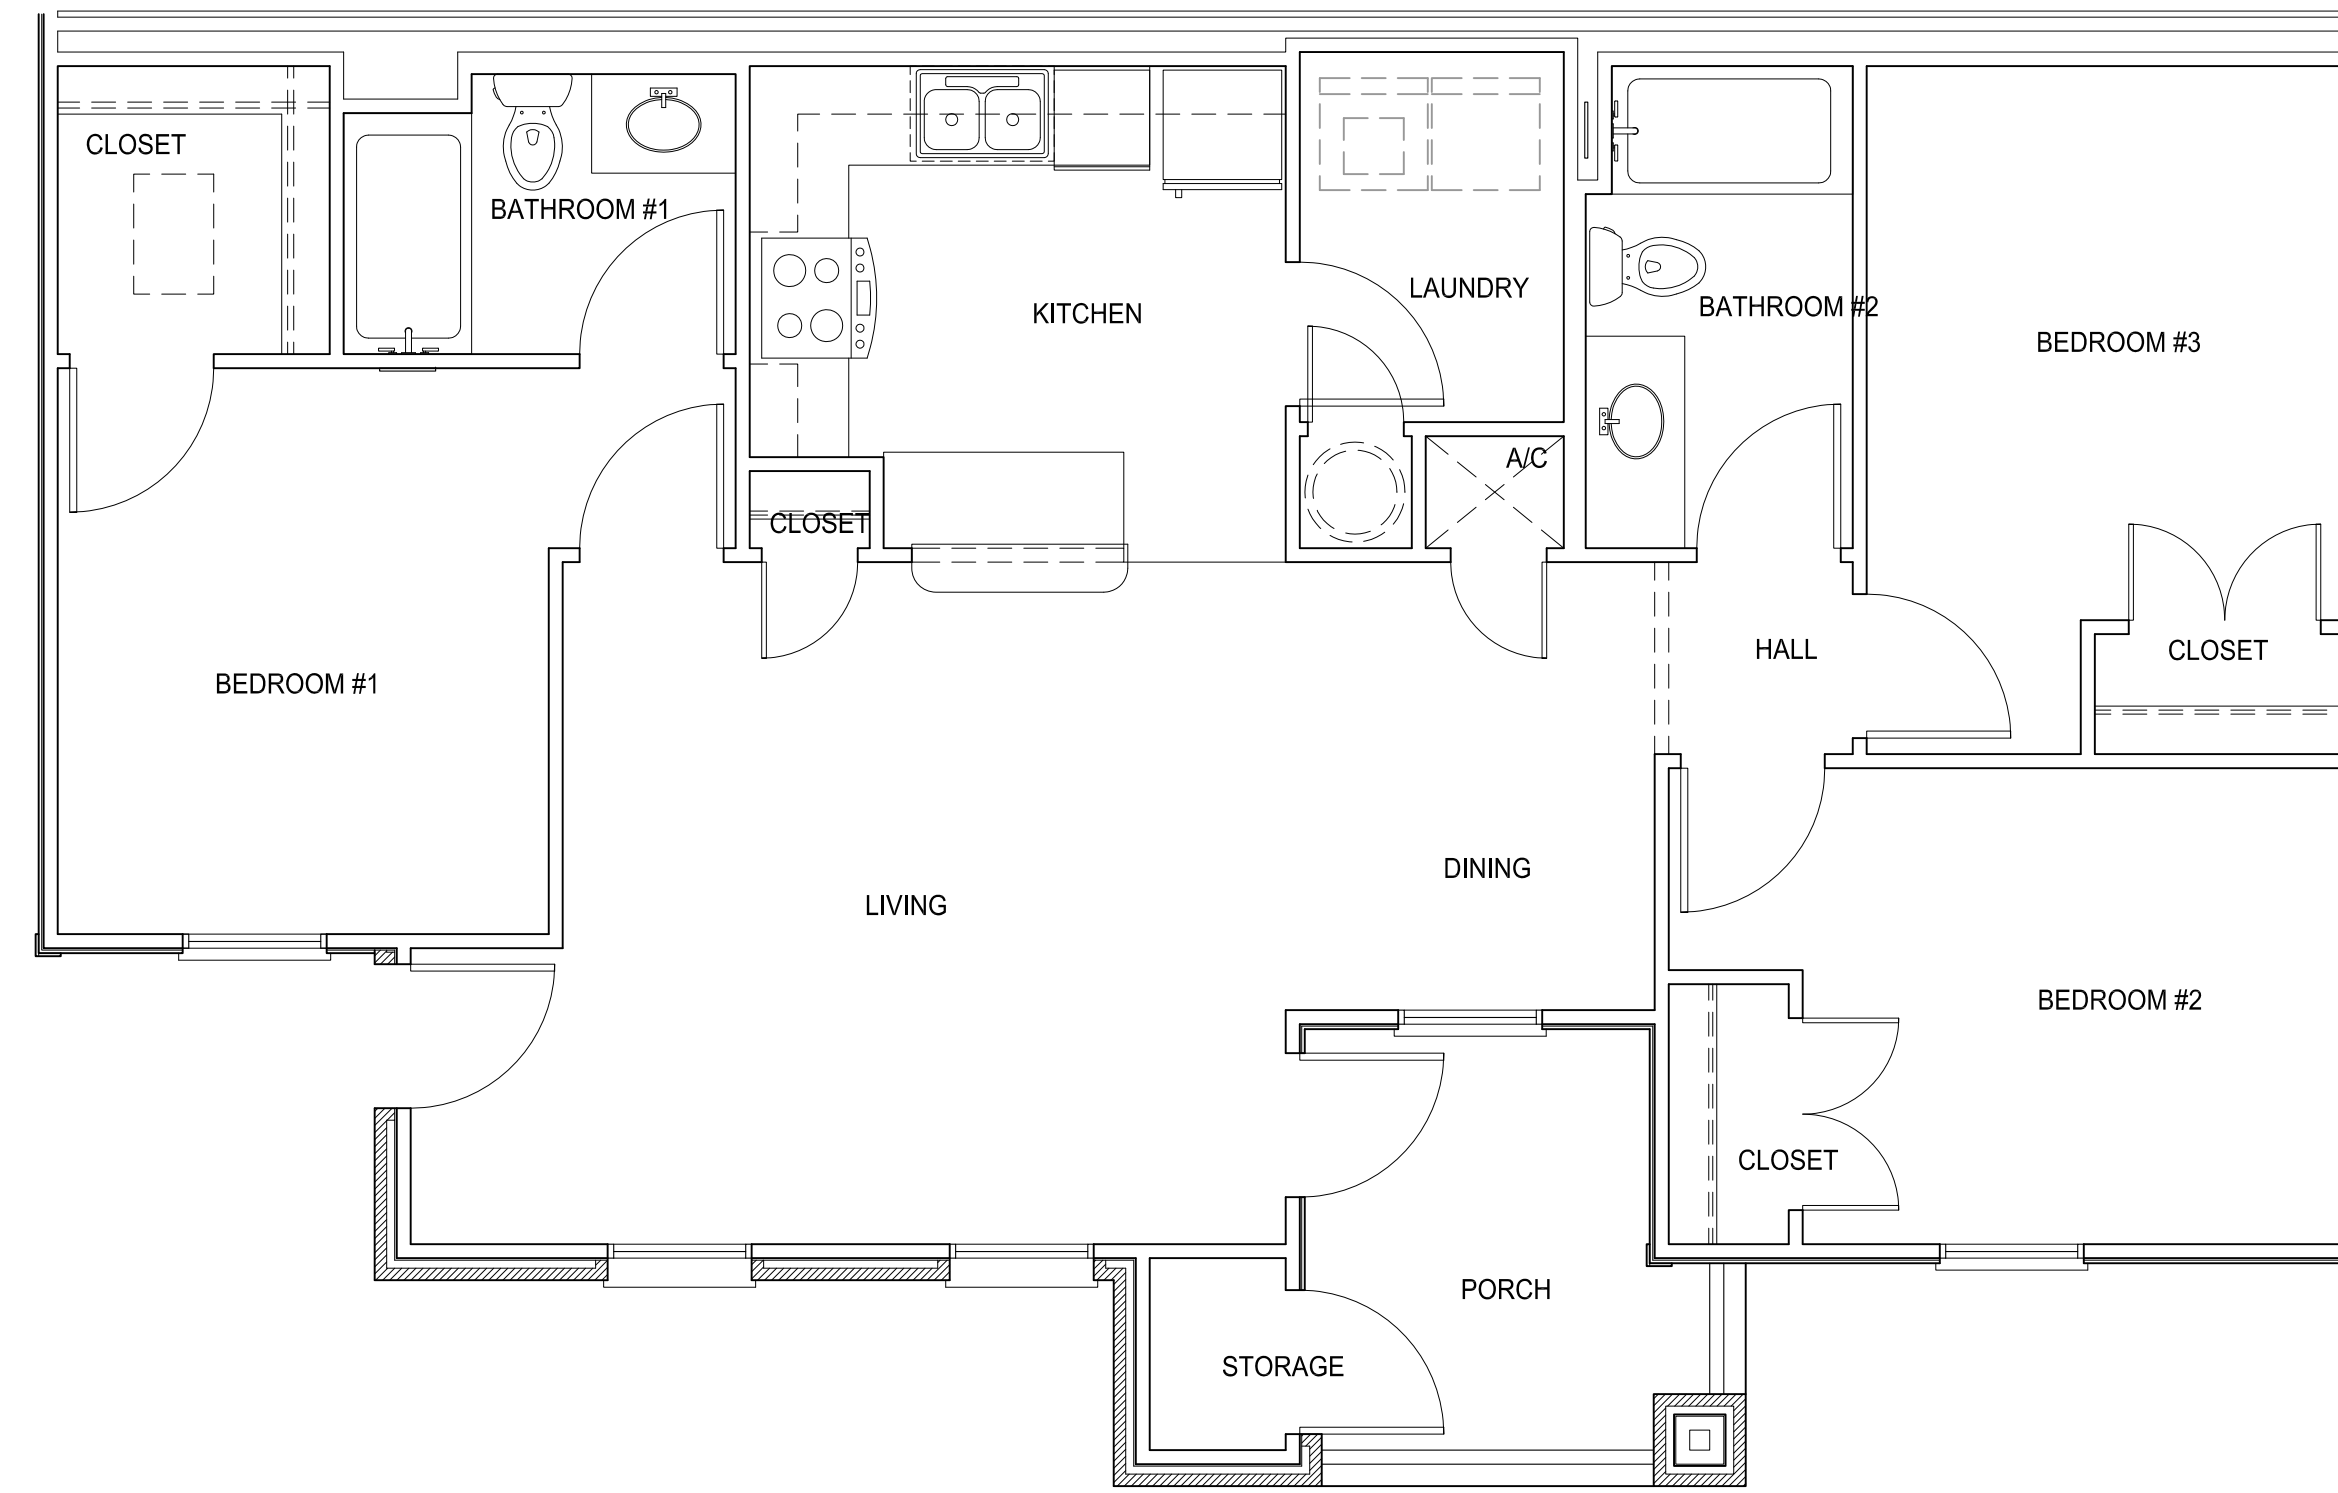 CLOSET
BATHROOM #1
KITCHEN
LAUNDRY
BATHROOM #2
BEDROOM #3
A/C
CLOSET
HALL
CLOSET
BEDROOM #1
DINING
LIVING
BEDROOM #2
CLOSET
PORCH
STORAGE